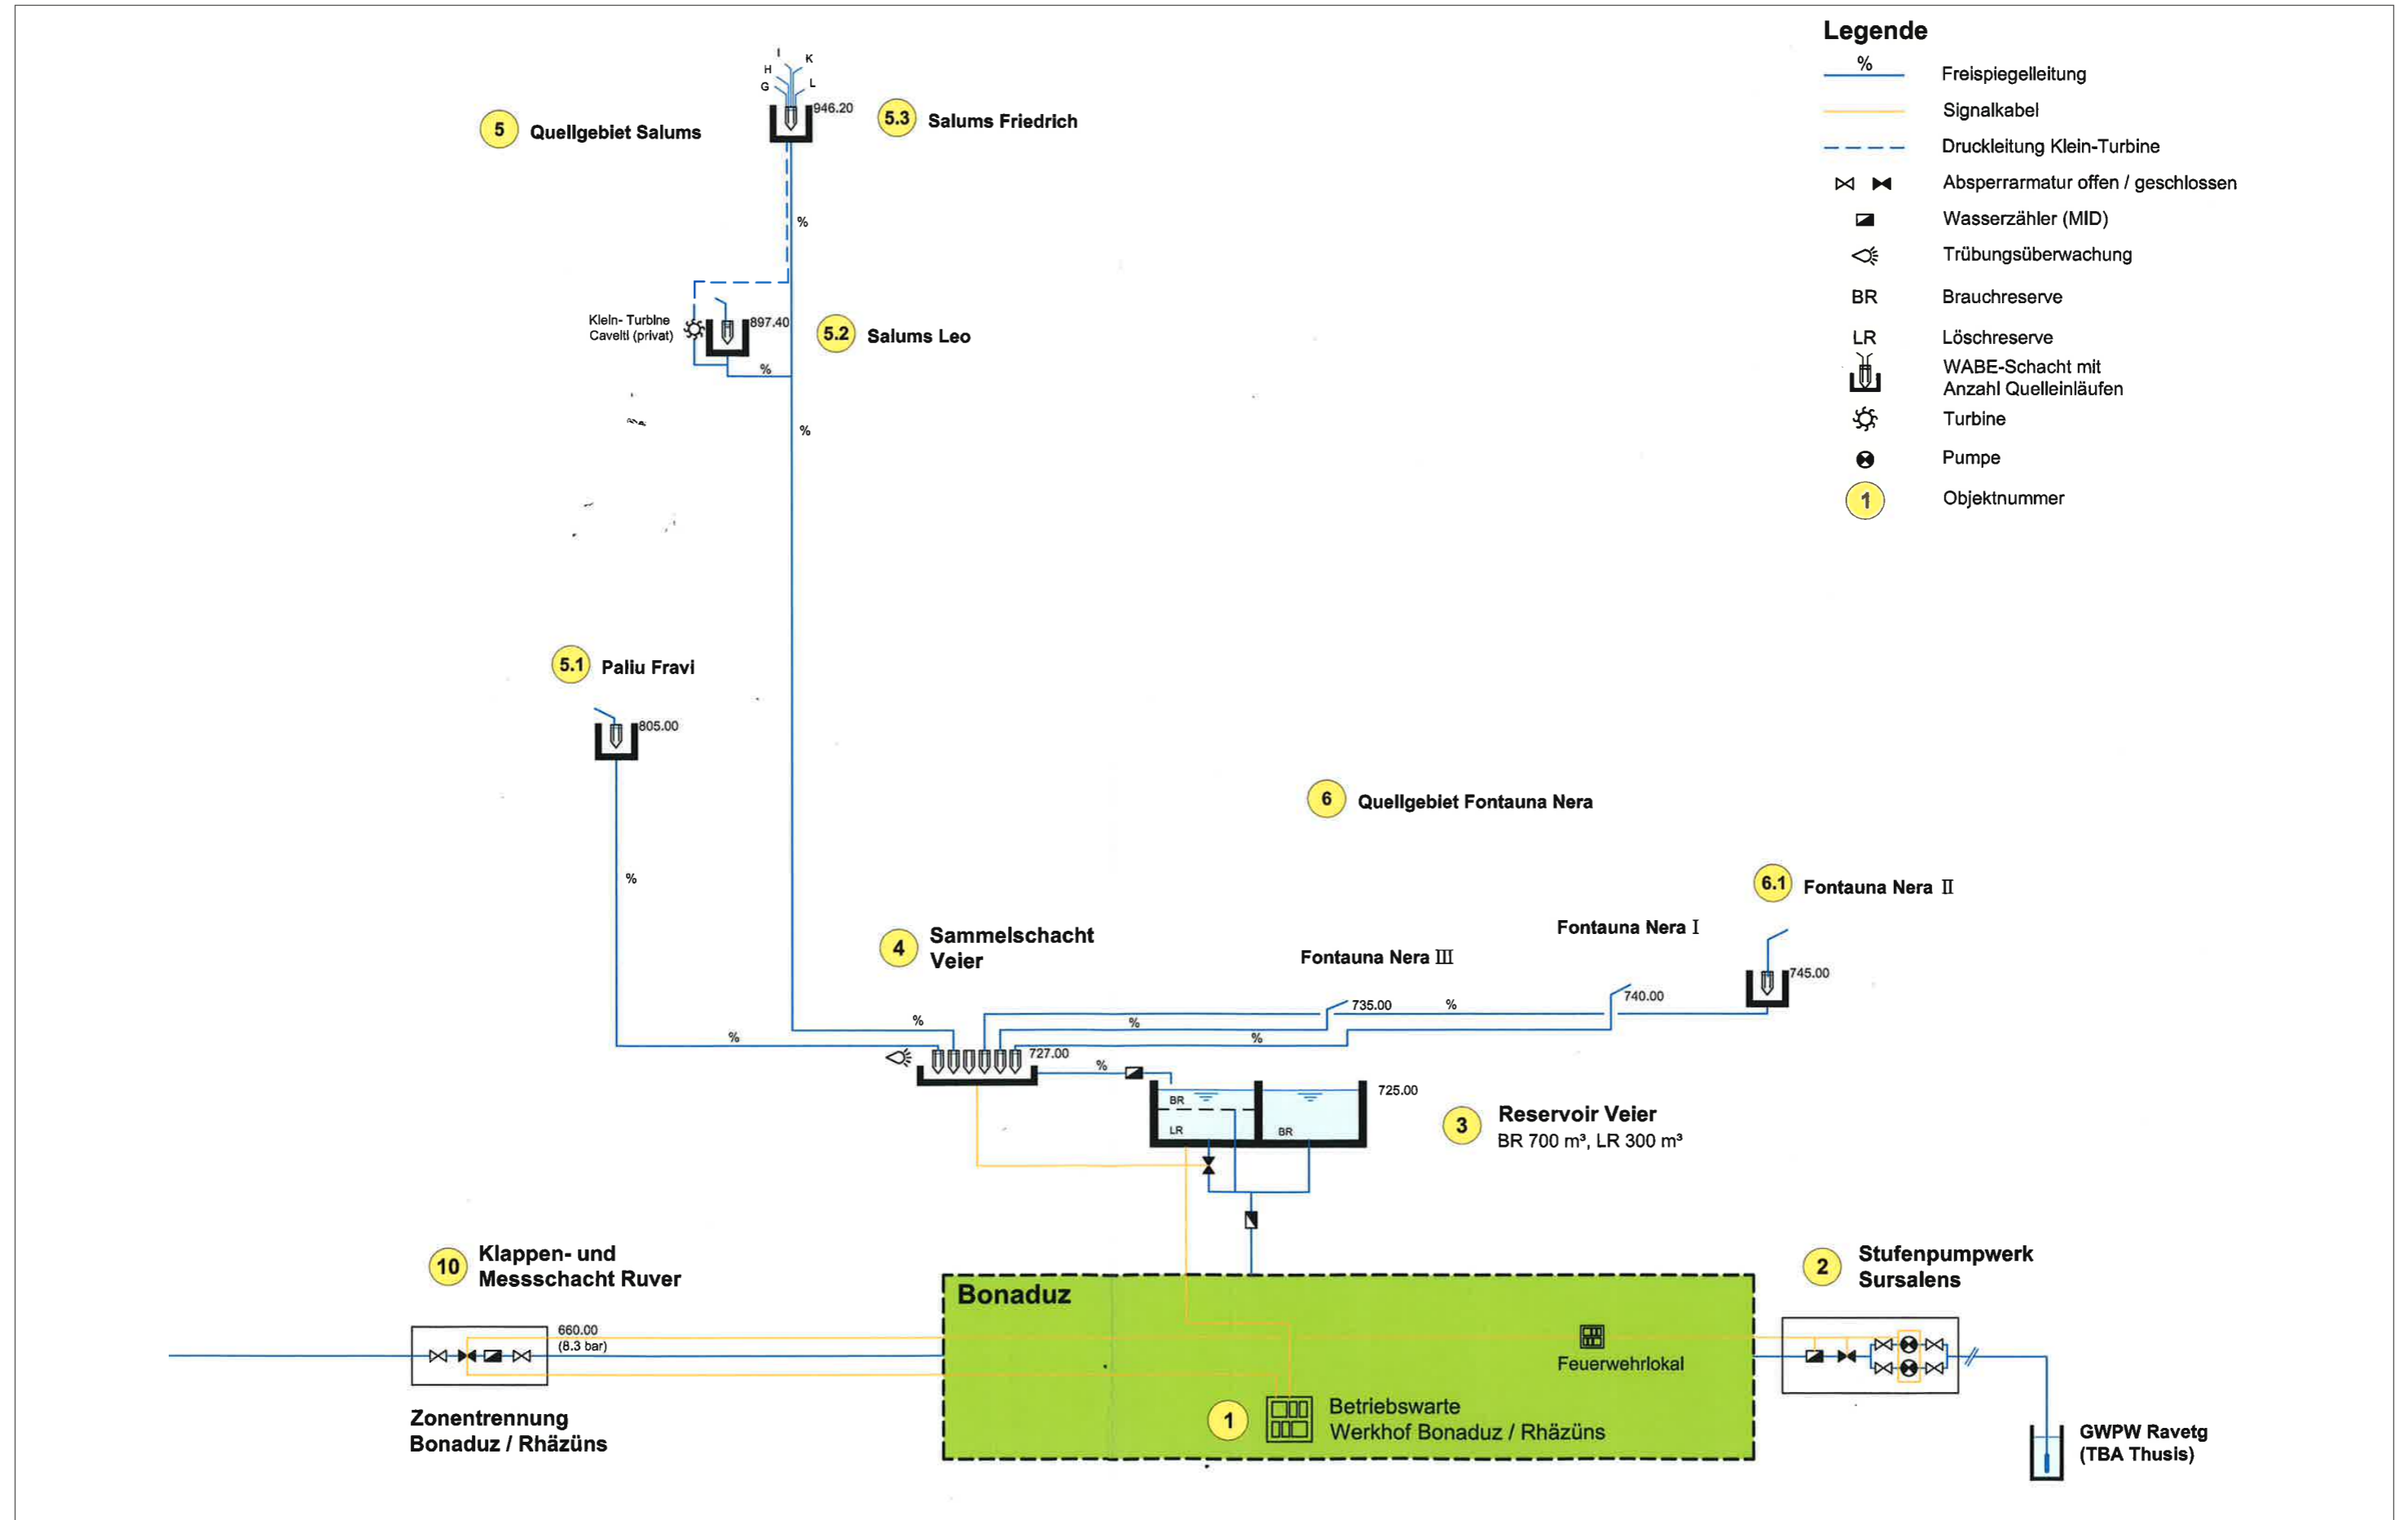 Legende
%
Freispiegelleitung
Signalkabel
Druckleitung Klein-Turbine
Absperrarmatur offen / geschlossen
Wasserzähler (MID)
Trübungsüberwachung
BR Brauchreserve
LR Löschreserve
WABE-Schacht mit
Anzahl Quelleinläufen
Turbine
Pumpe
1 Objektnummer
I
H K
G L
946.20
5 Quellgebiet Salums
5.3 Salums Friedrich
%
Klein- Turbine
Cavelti (privat)
897.40
5.2 Salums Leo
%
%
5.1 Paliu Fravi
805.00
%
6 Quellgebiet Fontauna Nera
6.1 Fontauna Nera II
Fontauna Nera I
Fontauna Nera III
4 Sammelschacht
Veier
745.00
740.00
735.00
%
%
%
%
%
727.00
%
725.00
BR
LR
BR
3 Reservoir Veier
BR 700 m³, LR 300 m³
10 Klappen- und
Messschacht Ruver
660.00
(8.3 bar)
Zonentrennung
Bonaduz / Rhäzüns
Bonaduz
Feuerwehrlokal
1 Betriebswarte
Werkhof Bonaduz / Rhäzüns
2 Stufenpumpwerk
Sursalens
GWPW Ravetg
(TBA Thusis)